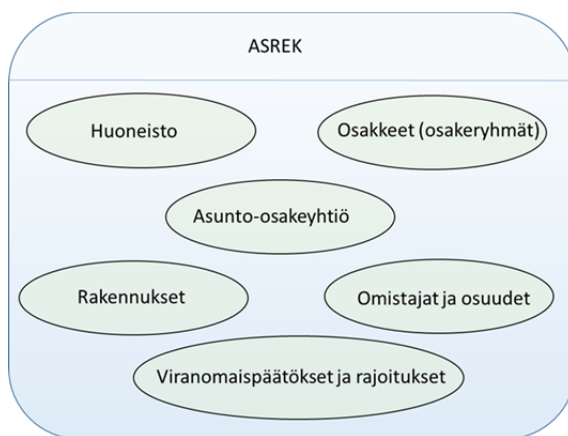 ASREK
Huoneisto
Osakkeet (osakeryhmät)
Asunto-osakeyhtiö
Rakennukset
Omistajat ja osuudet
Viranomaispäätökset ja rajoitukset